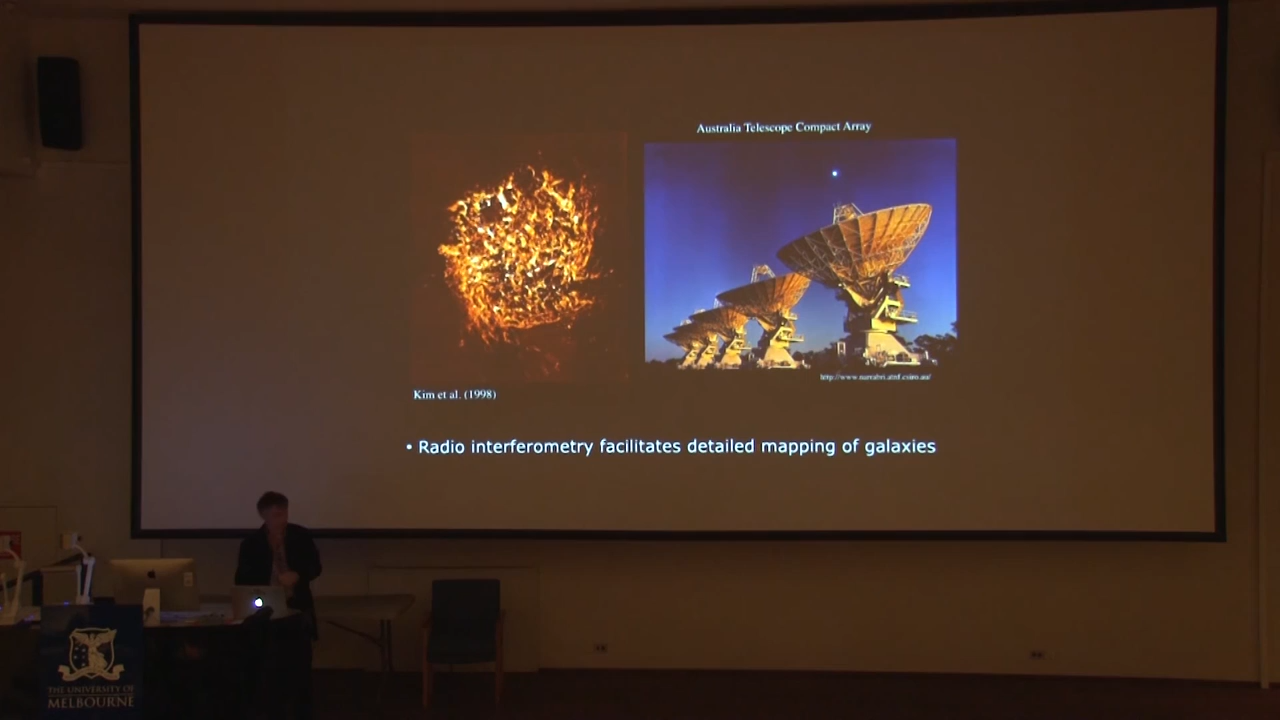 Australia Telescope Compact Array
http://www.narrabri.atnf.csiro.au/
Kim et al. (1998)
• Radio interferometry facilitates detailed mapping of galaxies
THE UNIVERSITY OF
MELBOURNE